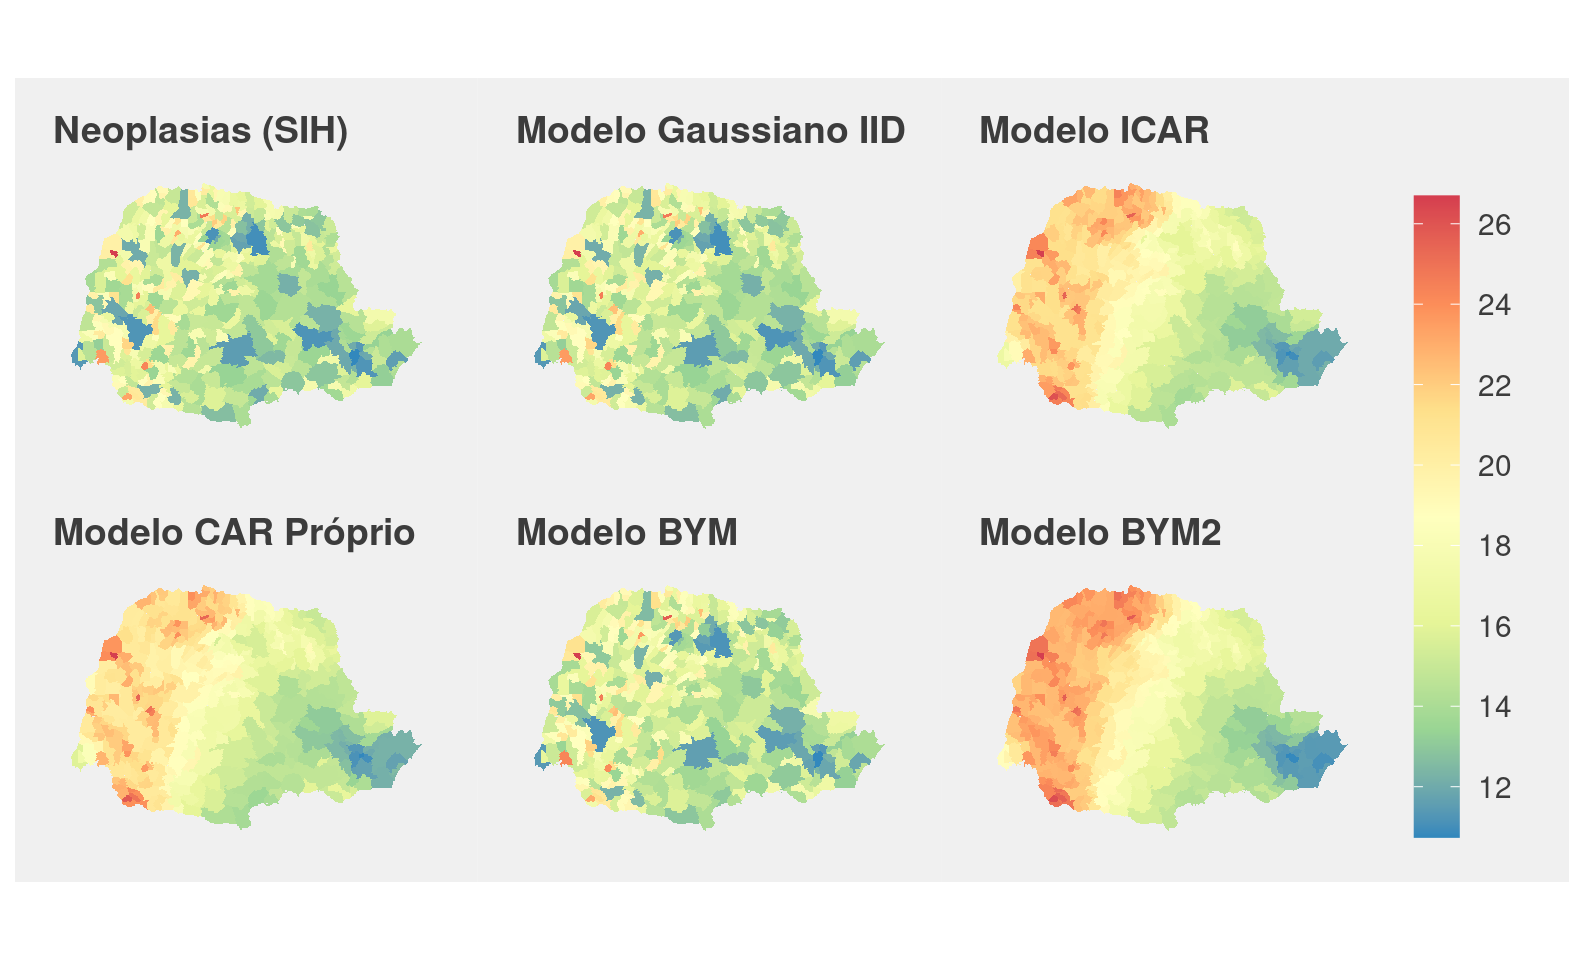 Neoplasias (SIH)
Modelo Gaussiano IID
Modelo ICAR
Modelo CAR Próprio
Modelo BYM
Modelo BYM2
26
24
22
20
18
16
14
12